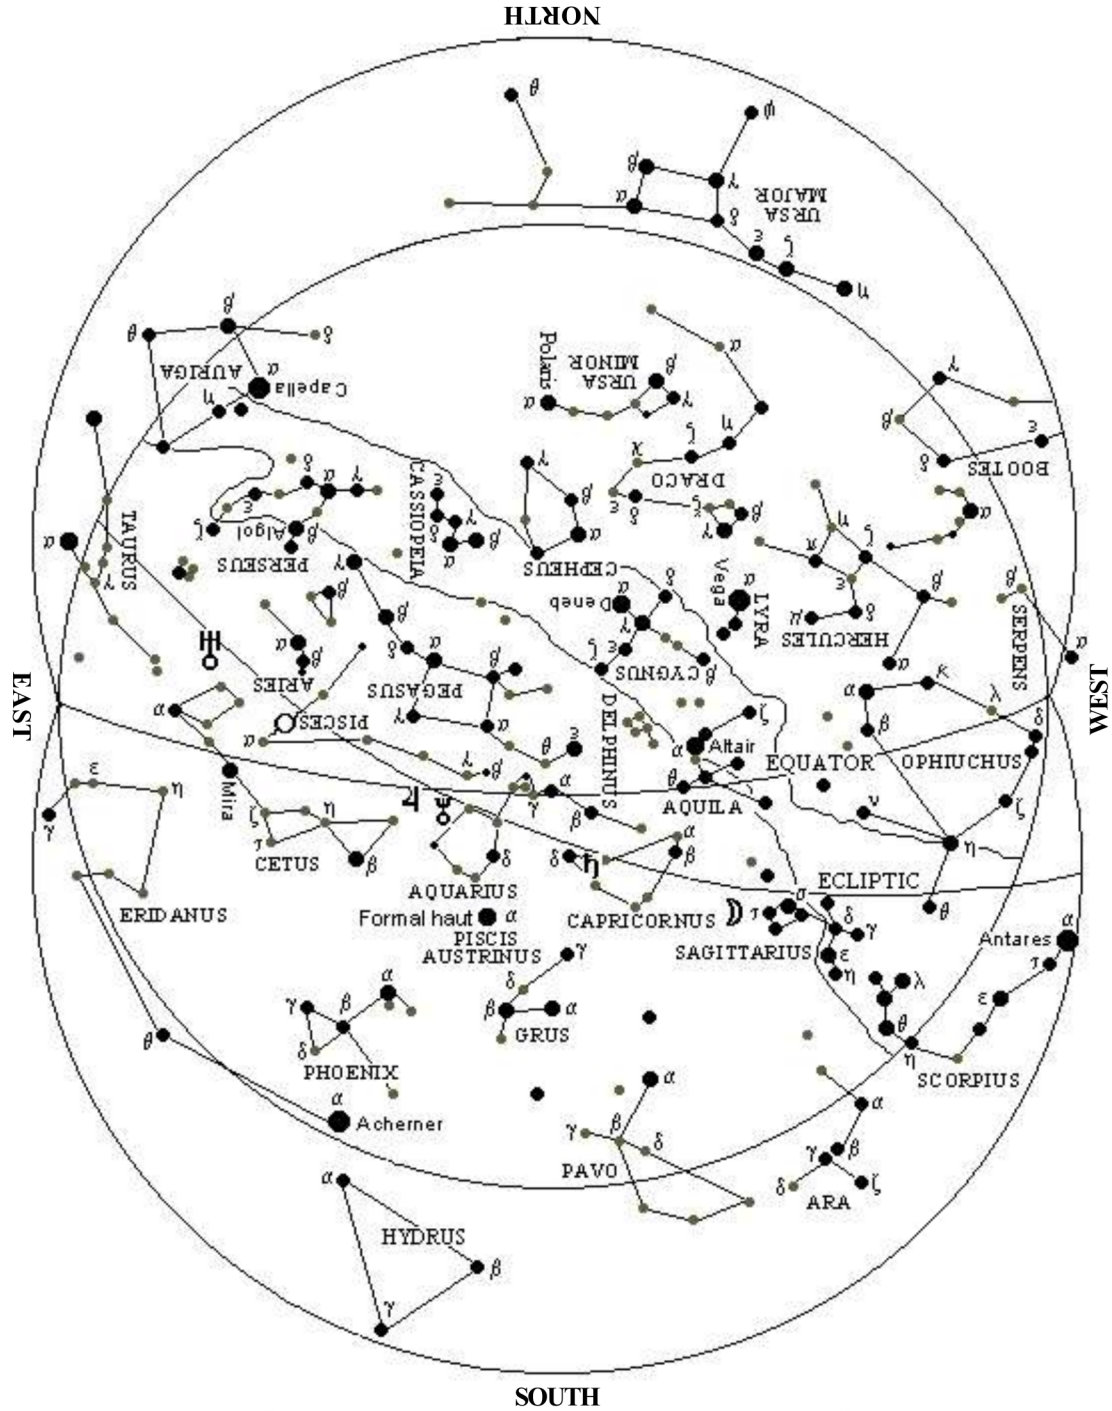 NORTH
θ
φ
β
γ
α
δ
URSA
MAJOR
ε
ζ
η
β
θ
δ
AURIGA
α
Capella
η
Polaris
α
URSA
MINOR
β
γ
α
η
ζ
DRACO
χ
ε
δ
ζ
β
γ
γ
β
ε
δ
BOOTES
α
TAURUS
α
γ
δ
α
γ
ε
ζ
Algol
β
PERSEUS
CASSIOPEIA
ε
γ
δ
β
α
γ
β
α
CEPHEUS
η
ζ
π
ε
β
δ
μ
HERCULES
α
β
SERPENS
α
γ
β
δ
α
β
PEGASUS
γ
α
θ
ε
α
Deneb
δ
γ
ε
ζ
CYGNUS
β
Vega
α
LYRA
β
α
β
ARIES
EAST
WEST
α
PISCES
α
β
γ
α
β
DELPHINUS
ζ
α
Altair
θ
AQUILA
EQUATOR
α
κ
λ
β
δ
OPHIUCHUS
ν
ζ
η
θ
Mira
ε
η
γ
ERIDANUS
ζ
η
τ
CETUS
β
δ
AQUARIUS
δ
α
β
CAPRICORNUS
ECLIPTIC
Formal haut
α
PISCIS
AUSTRINUS
σ
τ
δ
γ
SAGITTARIUS
ε
η
α
Antares
τ
λ
ε
θ
η
SCORPIUS
γ
δ
β
α
GRUS
α
γ
β
δ
PHOENIX
θ
α
Acherner
α
γ
β
δ
PAVO
α
β
γ
δ
ζ
ARA
α
HYDRUS
β
γ
SOUTH